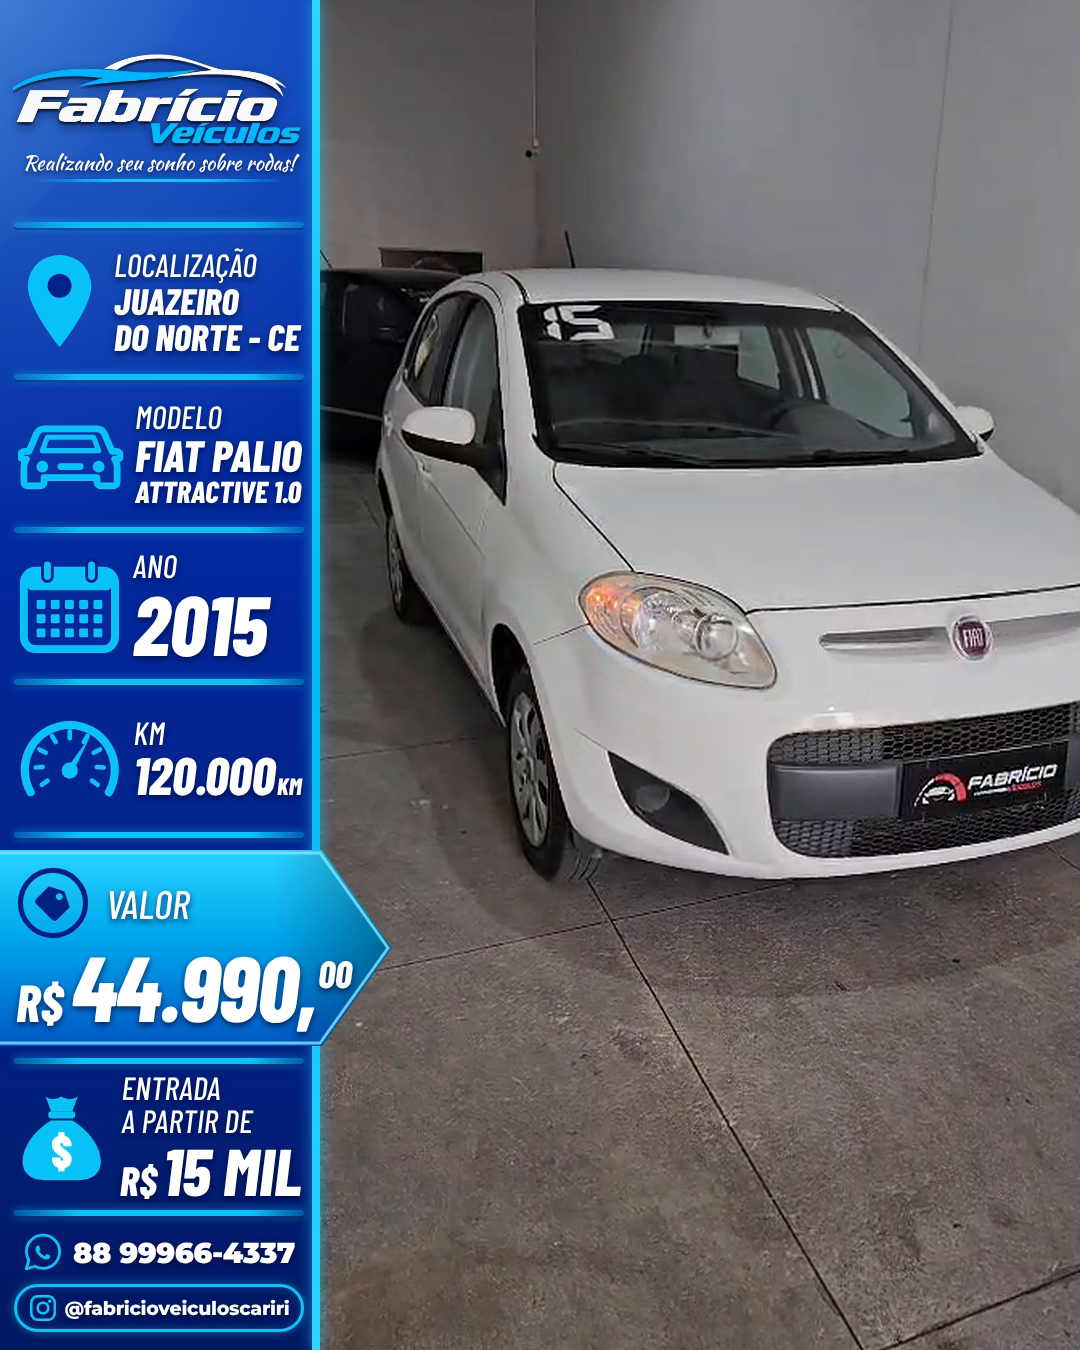 Fabrício
Veículos
Realizando seu sonho sobre rodas!
LOCALIZAÇÃO
JUAZEIRO
DO NORTE - CE
MODELO
FIAT PALIO
ATTRACTIVE 1.0
ANO
2015
KM
120.000KM
VALOR
R$ 44.990,00
ENTRADA
A PARTIR DE
$
R$ 15 MIL
88 99966-4337
@fabricioveiculoscariri
15
FIAT
FABRÍCIO
VEÍCULOS